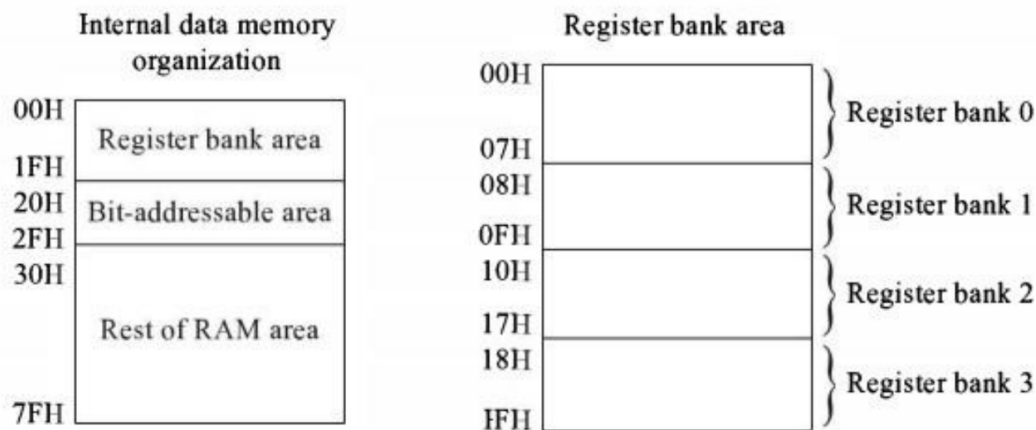 Internal data memory
organization
00H
Register bank area
1FH
20H
Bit-addressable area
2FH
30H
Rest of RAM area
7FH
Register bank area
00H
Register bank 0
07H
08H
Register bank 1
0FH
10H
Register bank 2
17H
18H
Register bank 3
1FH